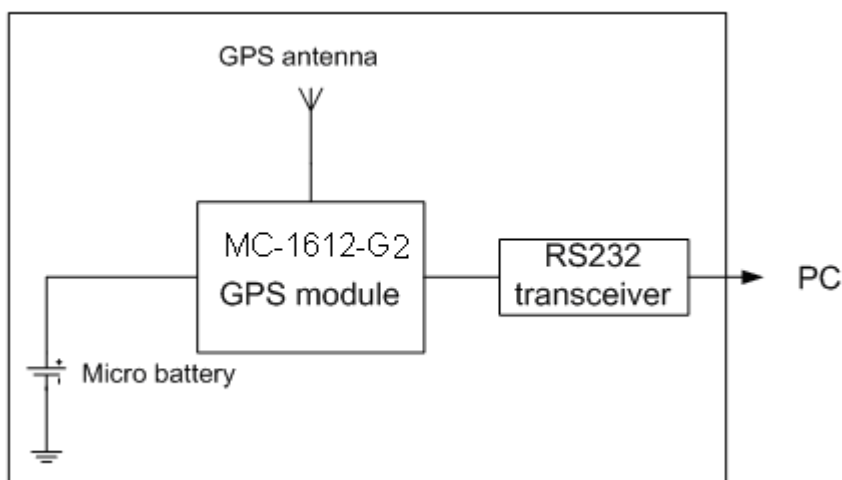 GPS antenna
MC-1612-G2
GPS module
RS232
transceiver
PC
Micro battery